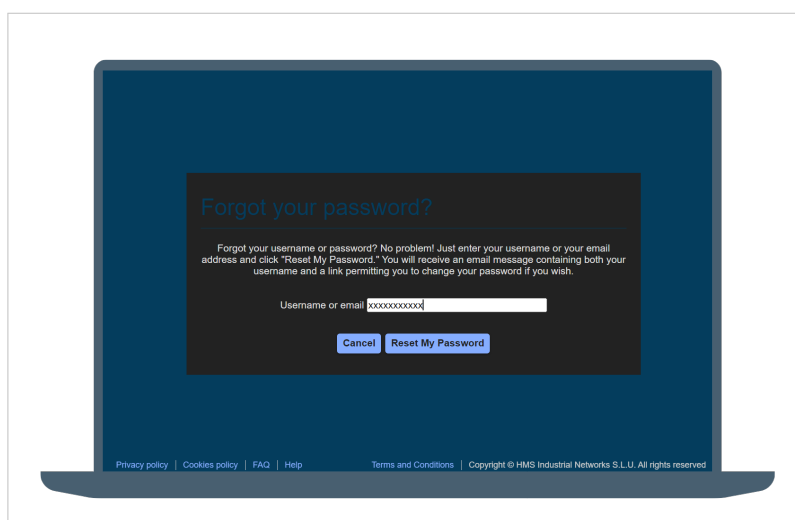 Forgot your password?
Forgot your username or password? No problem! Just enter your username or your email
address and click "Reset My Password." You will receive an email message containing both your
username and a link permitting you to change your password if you wish.
Username or email xxxxxxxxxxx
Cancel Reset My Password
Privacy policy | Cookies policy | FAQ | Help Terms and Conditions | Copyright © HMS Industrial Networks S.L.U. All rights reserved